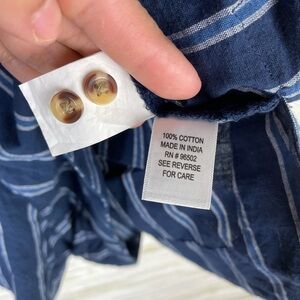 100% COTTON
MADE IN INDIA
RN # 96502
SEE REVERSE
FOR CARE